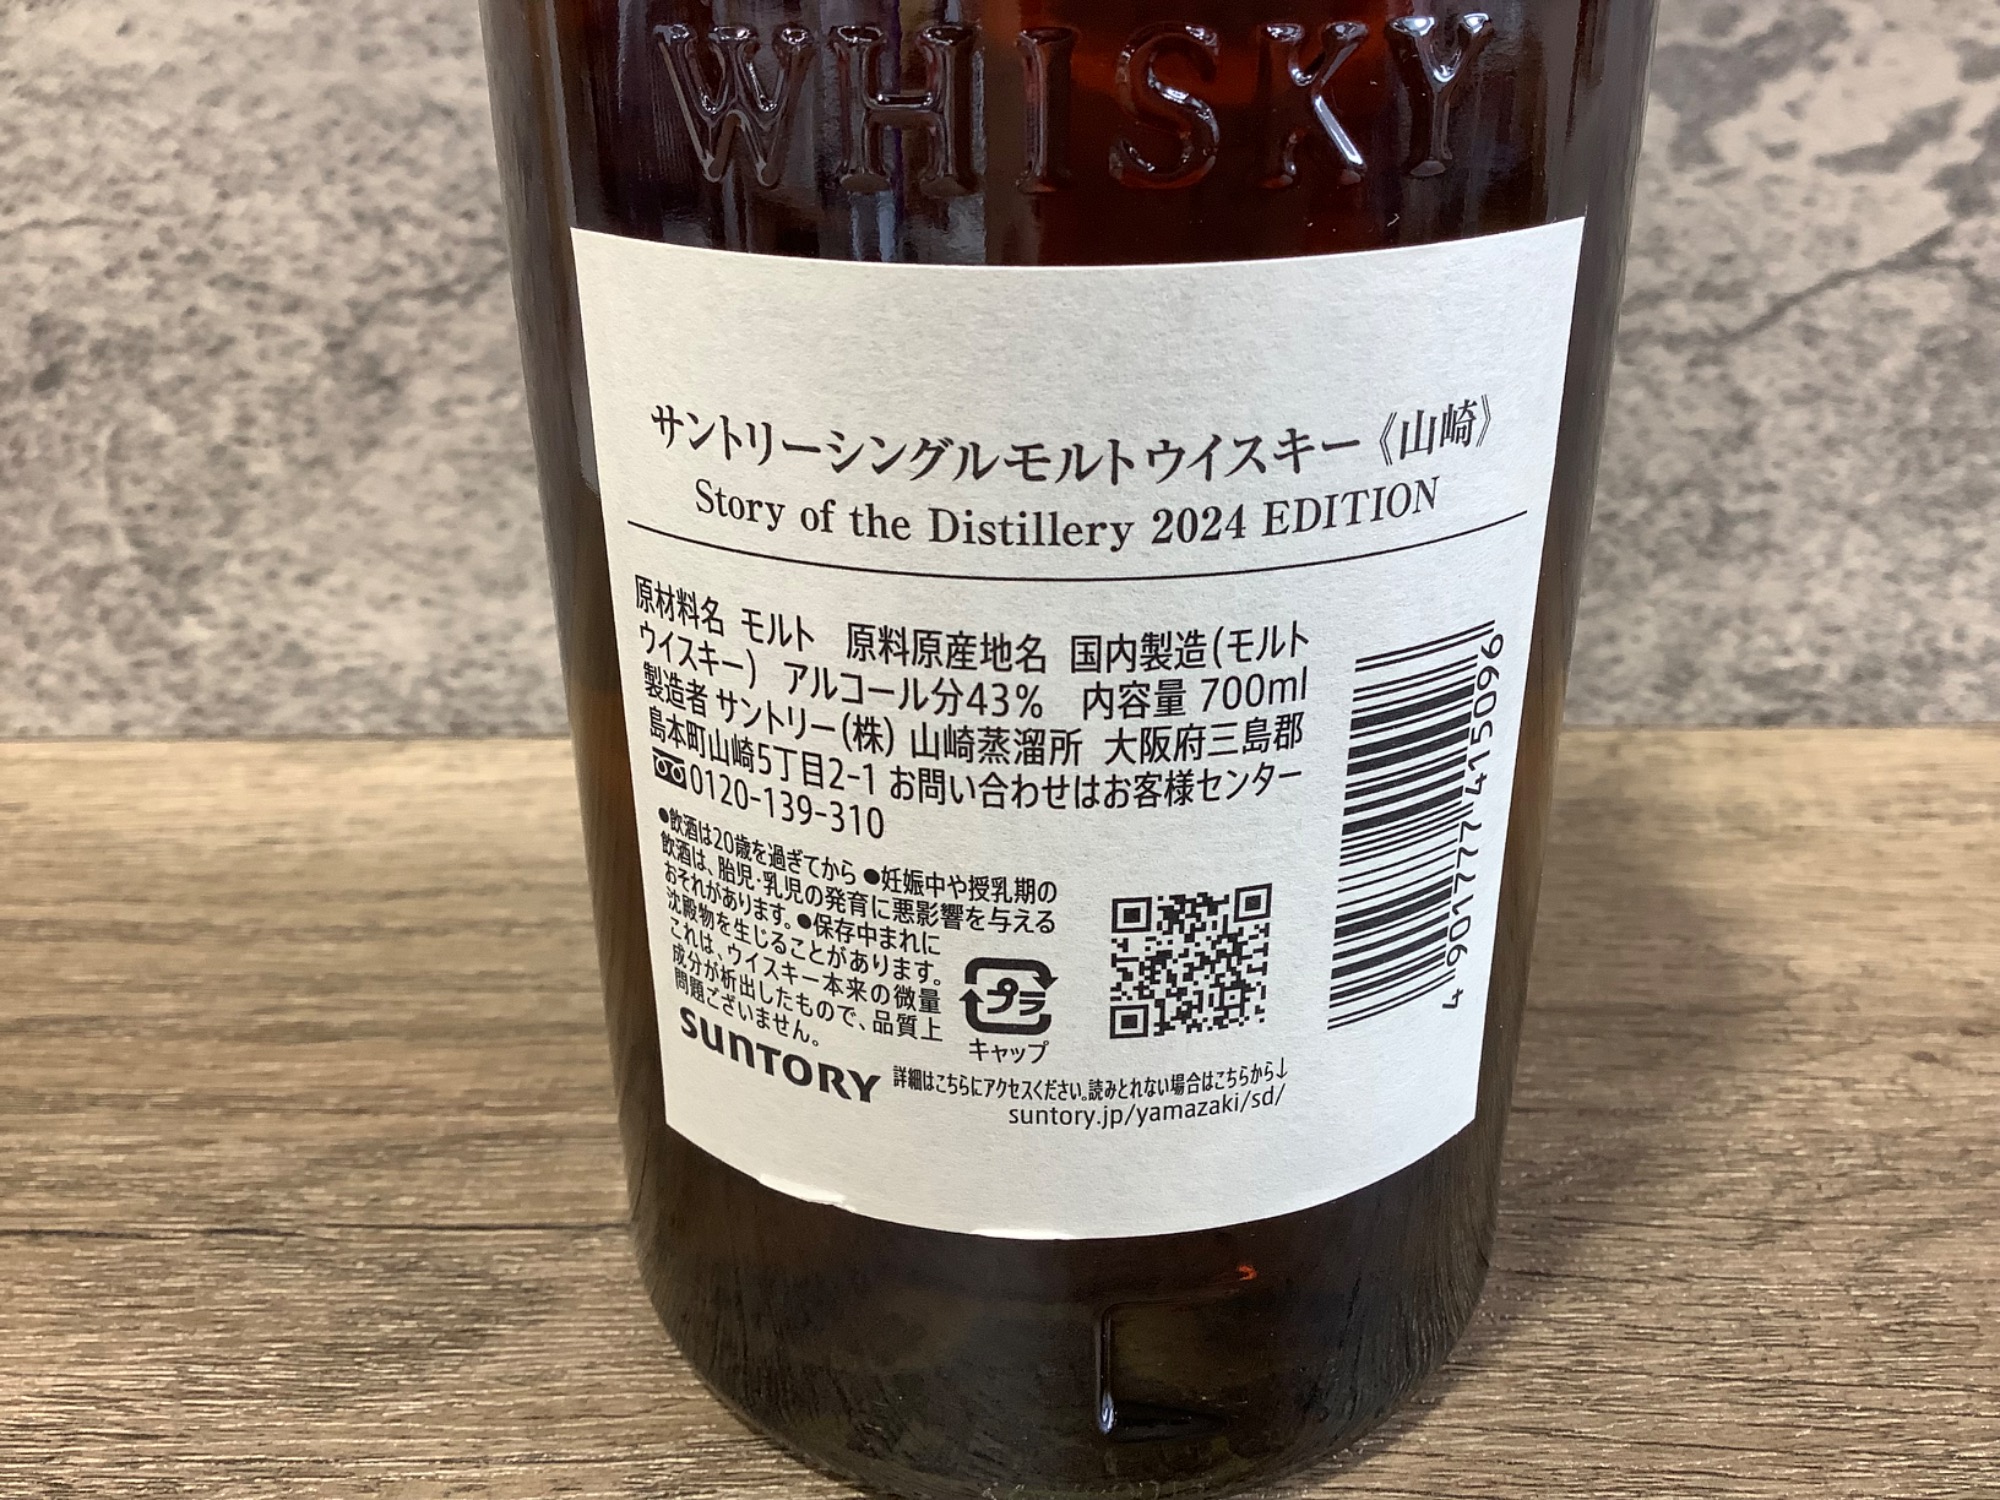 WHISKY
サントリーシングルモルトウイスキー《山崎》
Story of the Distillery 2024 EDITION
原材料名 モルト 原料原産地名 国内製造(モルト
ウイスキー) アルコール分43% 内容量 700ml
製造者 サントリー(株) 山崎蒸溜所 大阪府三島郡
島本町山崎5丁目2-1 お問い合わせはお客様センター
0120-139-310
●飲酒は20歳を過ぎてから ●妊娠中や授乳期の
飲酒は、胎児・乳児の発育に悪影響を与える
おそれがあります。●保存中まれに
沈殿物を生じることがあります。
これは、ウイスキー本来の微量
成分が析出したもので、品質上
問題ございません。
プラ
キャップ
SUNTORY
詳細はこちらにアクセスください。読みとれない場合はこちらから↓
suntory.jp/yamazaki/sd/
4 901777 415096